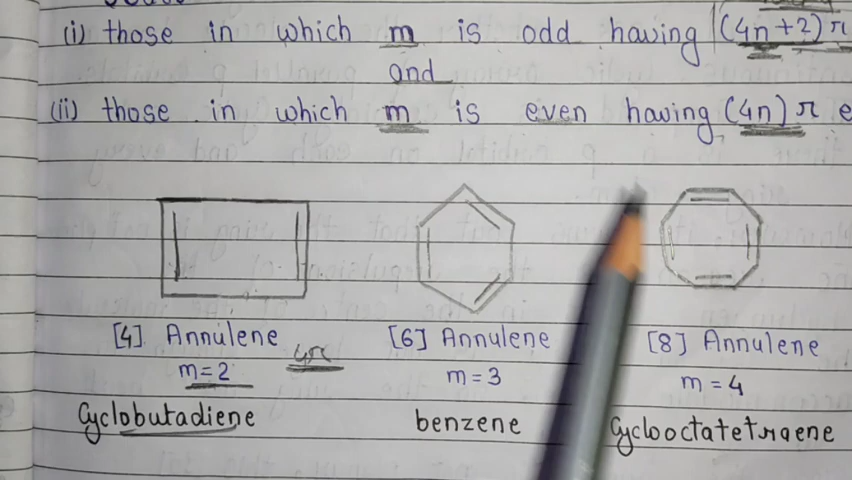 (i) those in which m is odd having (4n+2) π
and
(ii) those in which m is even having (4n) π e
[4] Annulene [6] Annulene [8] Annulene
4π
m=2 m=3 m=4
Cyclobutadiene benzene Cyclooctatetraene